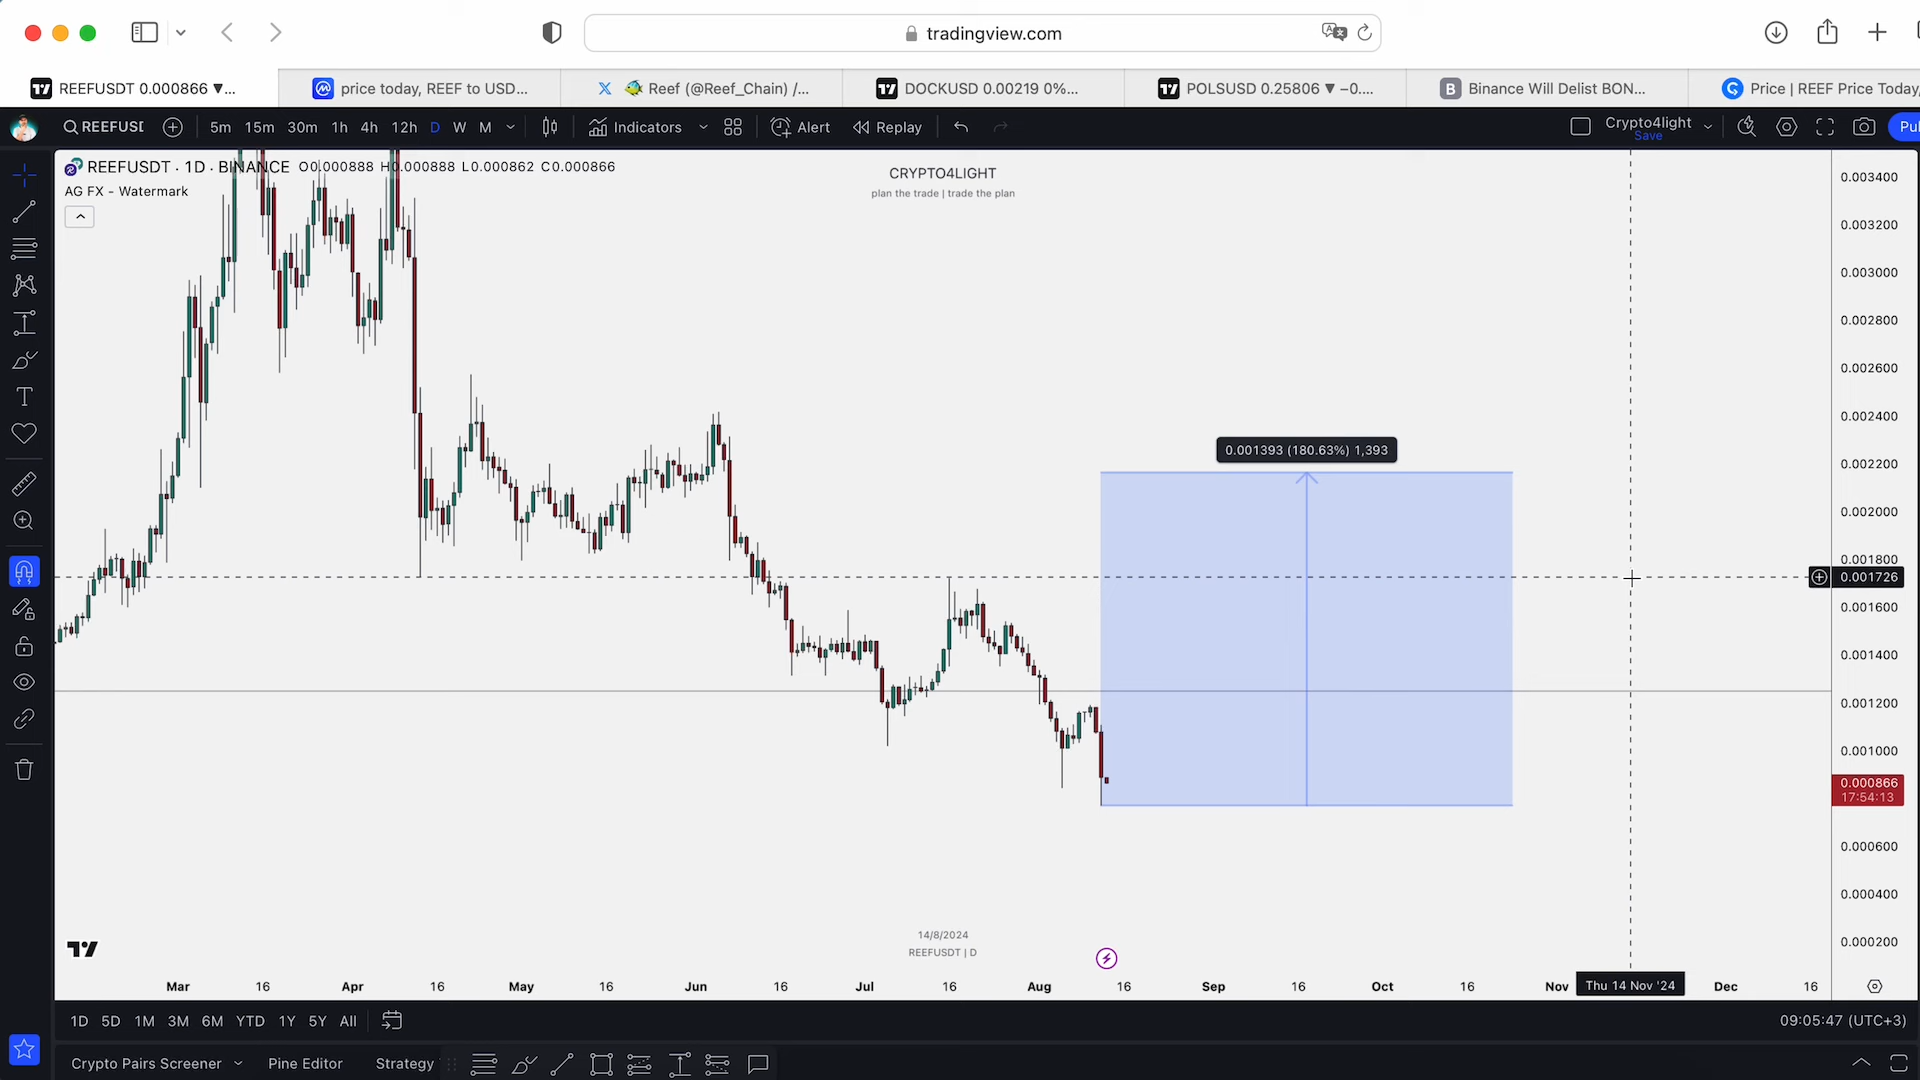 tradingview.com
REEFUSDT 0.000866 ▼...
price today, REEF to USD...
Reef (@Reef_Chain) /...
DOCKUSD 0.00219 0%...
POLSUSD 0.25806 ▼ −0....
B Binance Will Delist BON...
Price | REEF Price Today,
REEFUSI
5m 15m 30m 1h 4h 12h D W M
Indicators
Alert
Replay
Crypto4light
Save
Pul
REEFUSDT · 1D · BINANCE O0.000888 H0.000888 L0.000862 C0.000866
AG FX - Watermark
CRYPTO4LIGHT
plan the trade | trade the plan
0.003400
0.003200
0.003000
0.002800
0.002600
0.002400
0.002200
0.002000
0.001800
0.001726
0.001600
0.001400
0.001200
0.001000
0.000866
17:54:13
0.000600
0.000400
0.000200
0.001393 (180.63%) 1,393
14/8/2024
REEFUSDT | D
Mar 16 Apr 16 May 16 Jun 16 Jul 16 Aug 16 Sep 16 Oct 16 Nov Thu 14 Nov '24 Dec 16
1D 5D 1M 3M 6M YTD 1Y 5Y All
09:05:47 (UTC+3)
Crypto Pairs Screener
Pine Editor
Strategy